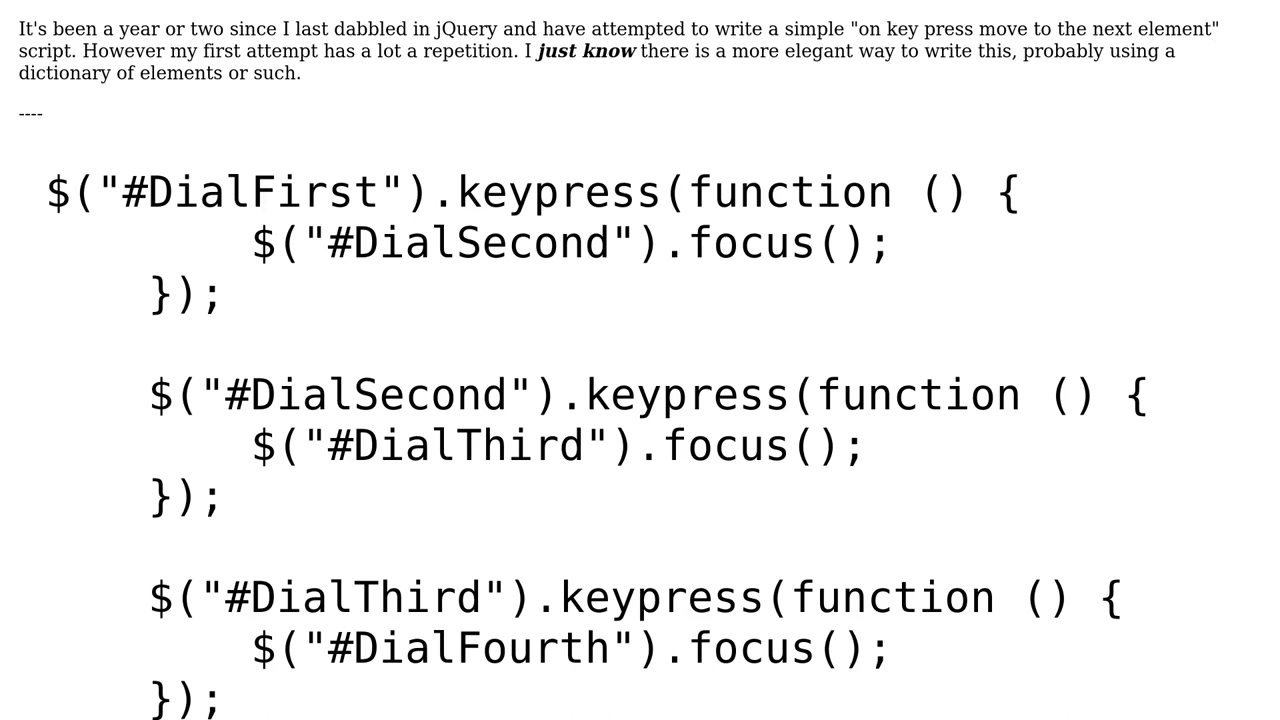 It's been a year or two since I last dabbled in jQuery and have attempted to write a simple "on key press move to the next element"
script. However my first attempt has a lot a repetition. I just know there is a more elegant way to write this, probably using a
dictionary of elements or such.
----
$("#DialFirst").keypress(function () {
$("#DialSecond").focus();
});
$("#DialSecond").keypress(function () {
$("#DialThird").focus();
});
$("#DialThird").keypress(function () {
$("#DialFourth").focus();
});